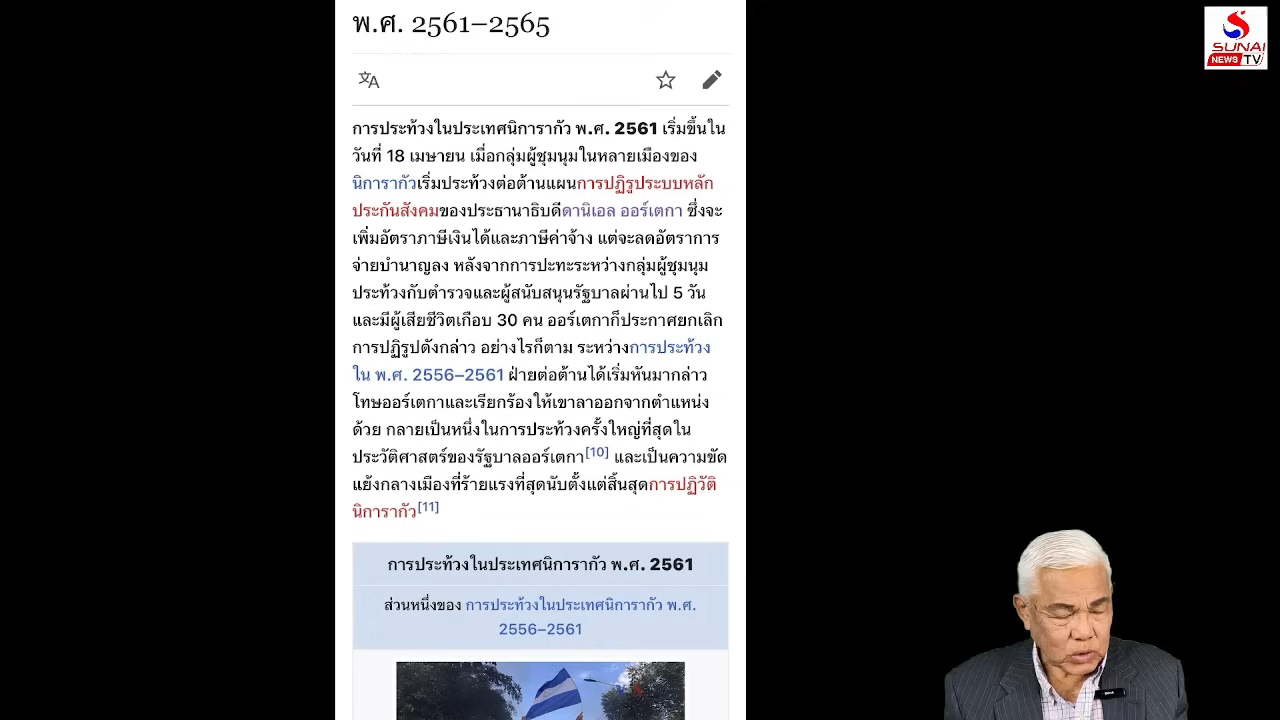 พ.ศ. 2561–2565
SUNAI
NEWS TV
文A
การประท้วงในประเทศนิการากัว พ.ศ. 2561 เริ่มขึ้นใน
วันที่ 18 เมษายน เมื่อกลุ่มผู้ชุมนุมในหลายเมืองของ
นิการากัวเริ่มประท้วงต่อต้านแผนการปฏิรูประบบหลัก
ประกันสังคมของประธานาธิบดีดานิเอล ออร์เตกา ซึ่งจะ
เพิ่มอัตราภาษีเงินได้และภาษีค่าจ้าง แต่จะลดอัตราการ
จ่ายบำนาญลง หลังจากการปะทะระหว่างกลุ่มผู้ชุมนุม
ประท้วงกับตำรวจและผู้สนับสนุนรัฐบาลผ่านไป 5 วัน
และมีผู้เสียชีวิตเกือบ 30 คน ออร์เตกาก็ประกาศยกเลิก
การปฏิรูปดังกล่าว อย่างไรก็ตาม ระหว่างการประท้วง
ใน พ.ศ. 2556–2561 ฝ่ายต่อต้านได้เริ่มหันมากล่าว
โทษออร์เตกาและเรียกร้องให้เขาลาออกจากตำแหน่ง
ด้วย กลายเป็นหนึ่งในการประท้วงครั้งใหญ่ที่สุดใน
ประวัติศาสตร์ของรัฐบาลออร์เตกา[10] และเป็นความขัด
แย้งกลางเมืองที่ร้ายแรงที่สุดนับตั้งแต่สิ้นสุดการปฏิวัติ
นิการากัว[11]
การประท้วงในประเทศนิการากัว พ.ศ. 2561
ส่วนหนึ่งของ การประท้วงในประเทศนิการากัว พ.ศ.
2556–2561